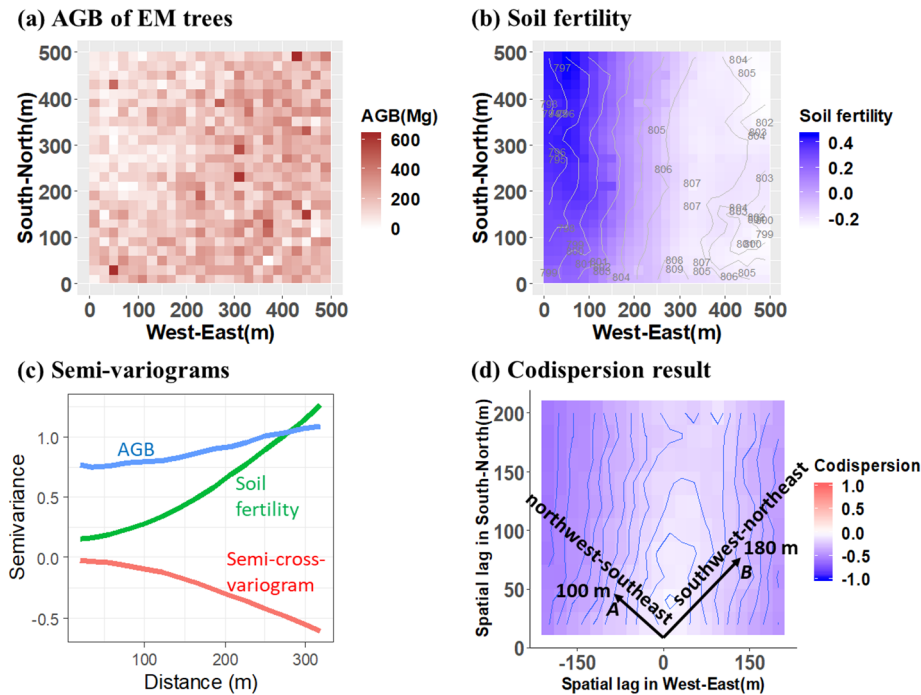 (a) AGB of EM trees
500
400
300
200
100
0
South-North(m)
0 100 200 300 400 500
West-East(m)
AGB(Mg)
600
400
200
0
(b) Soil fertility
500
400
300
200
100
0
South-North(m)
797
804
805
802
804
805
806
803
807
807
804
799
808
809
807
805
806
805
804
0 100 200 300 400 500
West-East(m)
Soil fertility
0.4
0.2
0.0
-0.2
(c) Semi-variograms
1.0
0.5
0.0
-0.5
Semivariance
AGB
Soil
fertility
Semi-cross-
variogram
100 200 300
Distance (m)
(d) Codispersion result
200
150
100
50
0
Spatial lag in South-North(m)
northwest-southeast
southwest-northeast
100 m
A
180 m
B
-150 0 150
Spatial lag in West-East(m)
Codispersion
1.0
0.5
0.0
-0.5
-1.0